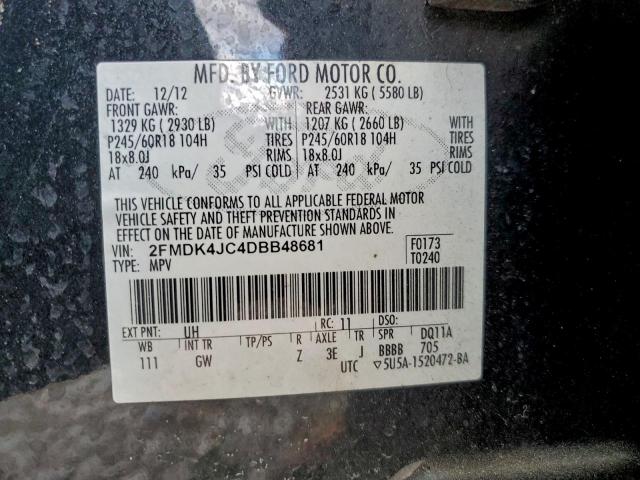 MFD. BY FORD MOTOR CO.
DATE: 12/12 GVWR: 2531 KG ( 5580 LB)
FRONT GAWR: REAR GAWR:
1329 KG ( 2930 LB) WITH 1207 KG ( 2660 LB) WITH
P245/60R18 104H TIRES P245/60R18 104H TIRES
18x8.0J RIMS 18x8.0J RIMS
AT 240 kPa/ 35 PSI COLD AT 240 kPa/ 35 PSI COLD
THIS VEHICLE CONFORMS TO ALL APPLICABLE FEDERAL MOTOR
VEHICLE SAFETY AND THEFT PREVENTION STANDARDS IN
EFFECT ON THE DATE OF MANUFACTURE SHOWN ABOVE.
VIN: 2FMDK4JC4DBB48681 F0173
TYPE: MPV T0240
EXT PNT: UH RC: 11 DSO:
WB INT TR TP/PS R AXLE TR SPR DQ11A
111 GW Z 3E J BBBB 705
UTC ▽5U5A-1520472-BA